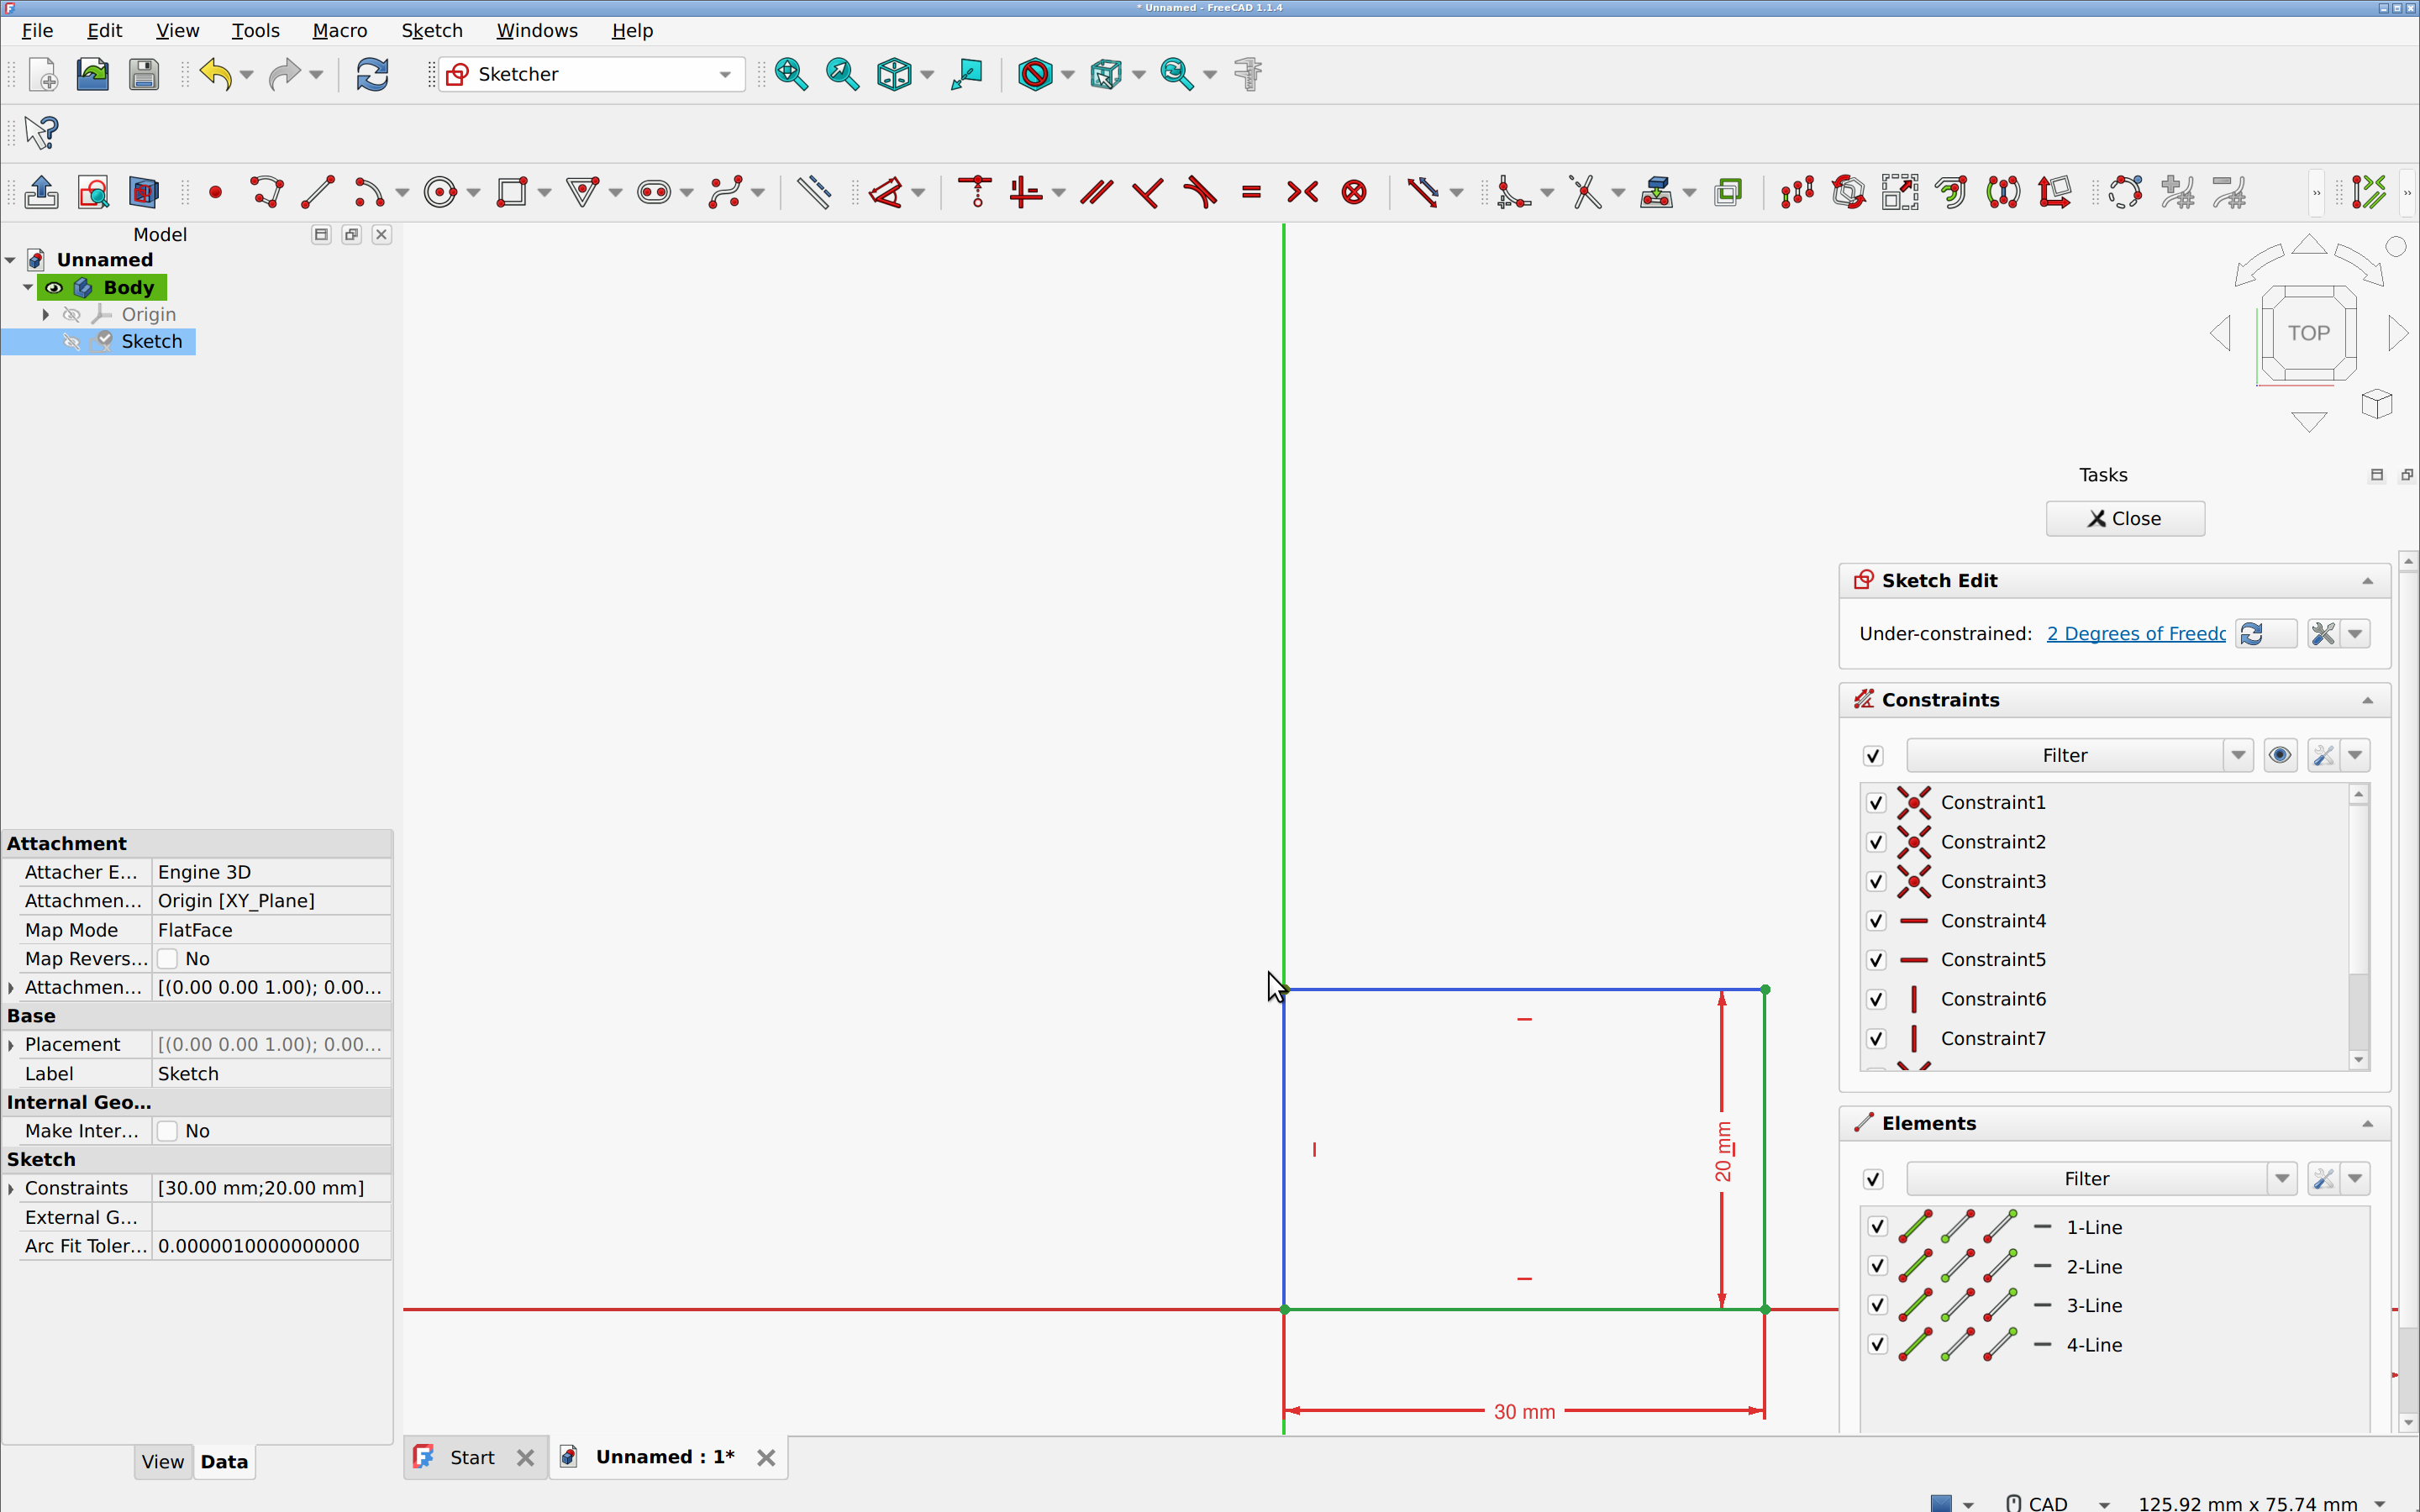 * Unnamed - FreeCAD 1.1.4
File Edit View Tools Macro Sketch Windows Help
Sketcher
Model
Unnamed
Body
Origin
Sketch
TOP
Tasks
Close
Sketch Edit
Under-constrained: 2 Degrees of Freedo
Constraints
Filter
Constraint1
Constraint2
Constraint3
Constraint4
Constraint5
Constraint6
Constraint7
Elements
Filter
1-Line
2-Line
3-Line
4-Line
20 mm
30 mm
Attachment
Attacher E... Engine 3D
Attachmen... Origin [XY_Plane]
Map Mode FlatFace
Map Revers... No
Attachmen... [(0.00 0.00 1.00); 0.00...
Base
Placement [(0.00 0.00 1.00); 0.00...
Label Sketch
Internal Geo...
Make Inter... No
Sketch
Constraints [30.00 mm;20.00 mm]
External G...
Arc Fit Toler... 0.0000010000000000
View Data
Start Unnamed : 1*
CAD 125.92 mm x 75.74 mm